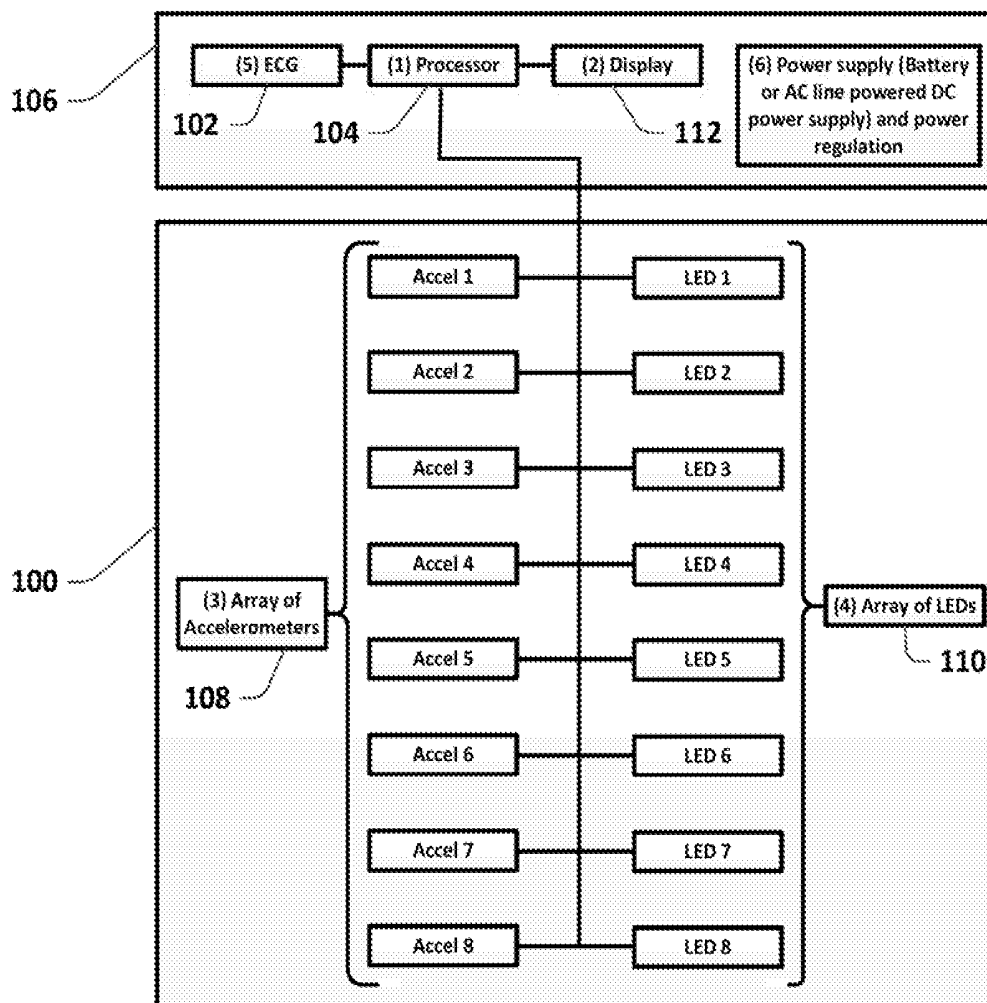 (5) ECG
(1) Processor
(2) Display
(6) Power supply (Battery
or AC line powered DC
power supply) and power
regulation
106
102
104
112
Accel 1
LED 1
Accel 2
LED 2
Accel 3
LED 3
Accel 4
LED 4
100
(3) Array of
Accelerometers
(4) Array of LEDs
Accel 5
LED 5
108
110
Accel 6
LED 6
Accel 7
LED 7
Accel 8
LED 8